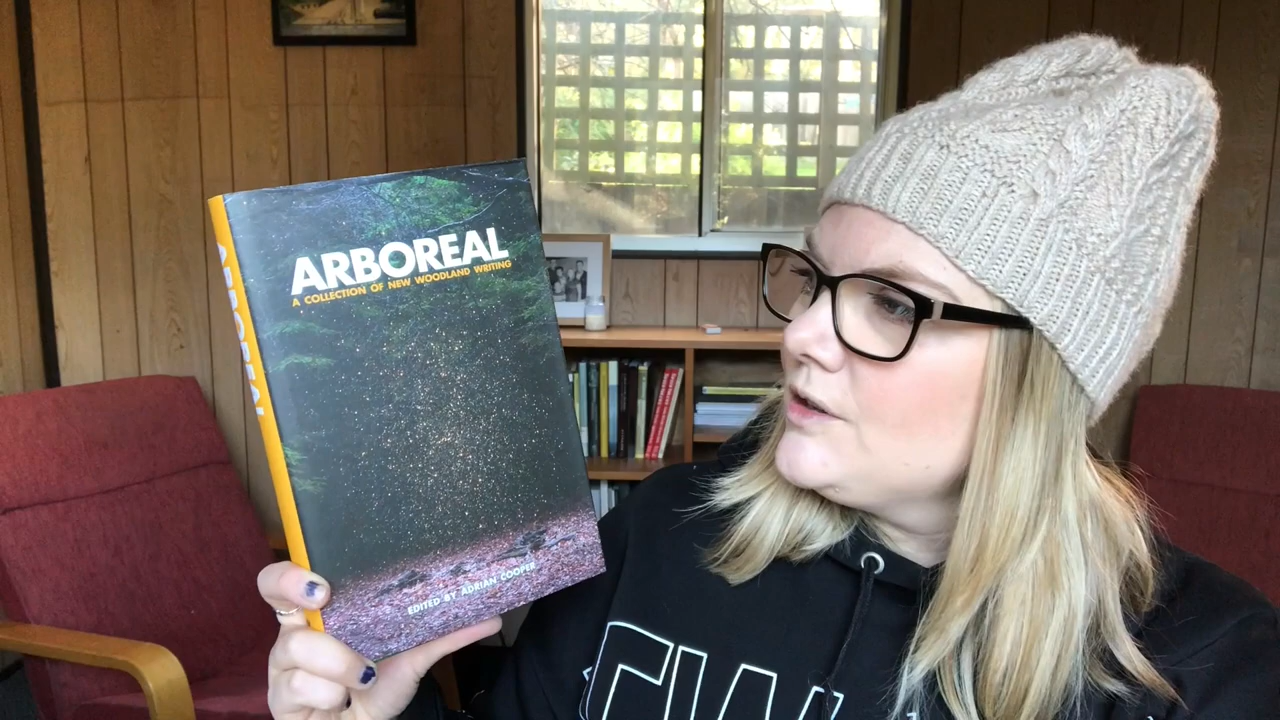 ARBOREAL
A COLLECTION OF NEW WOODLAND WRITING
EDITED BY ADRIAN COOPER
ARBOREAL